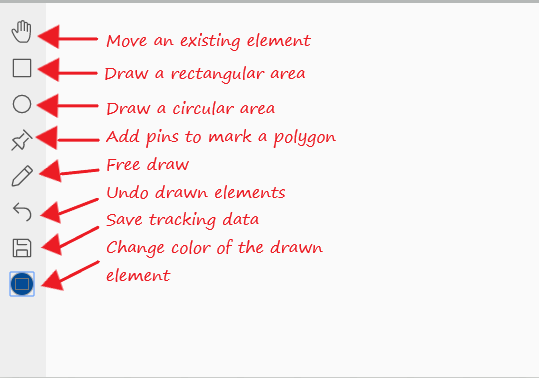 Move an existing element
Draw a rectangular area
Draw a circular area
Add pins to mark a polygon
Free draw
Undo drawn elements
Save tracking data
Change color of the drawn
element